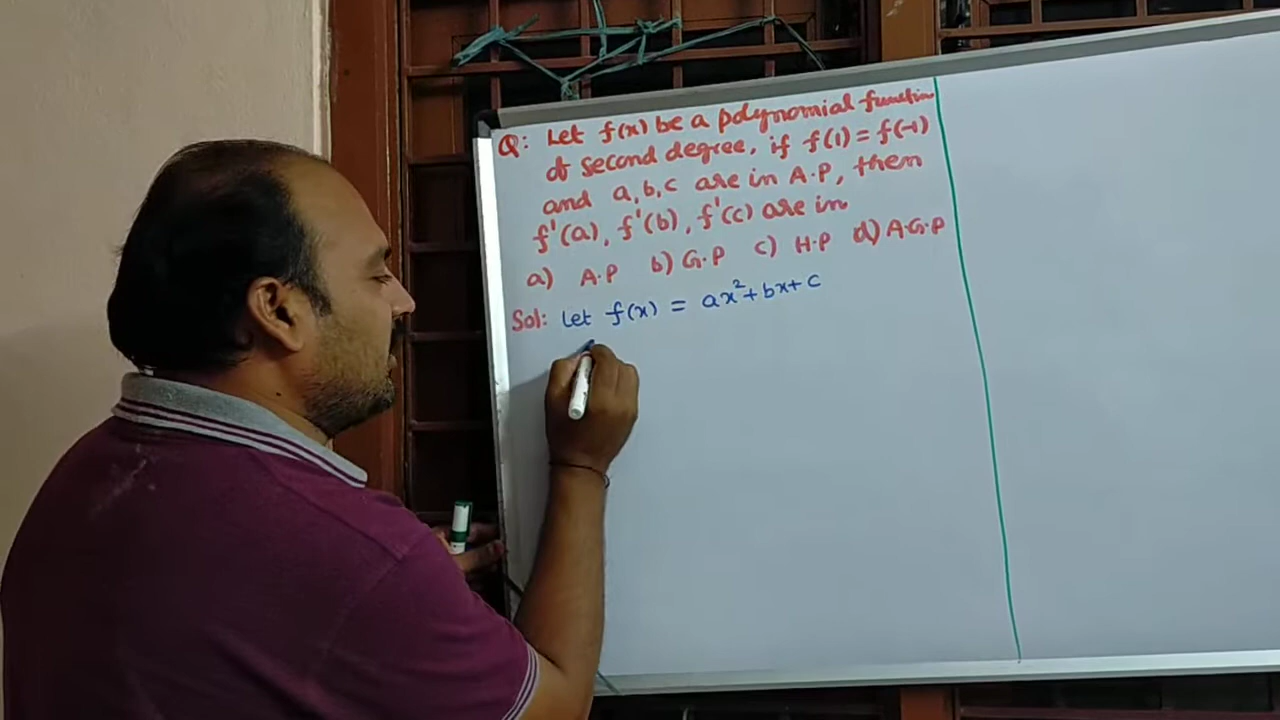 Q: Let f(x) be a polynomial function
of second degree, if f(1) = f(-1)
and a, b, c are in A.P, then
f'(a), f'(b), f'(c) are in
a) A.P b) G.P c) H.P d) A.G.P
Sol: Let f(x) = ax²+bx+c